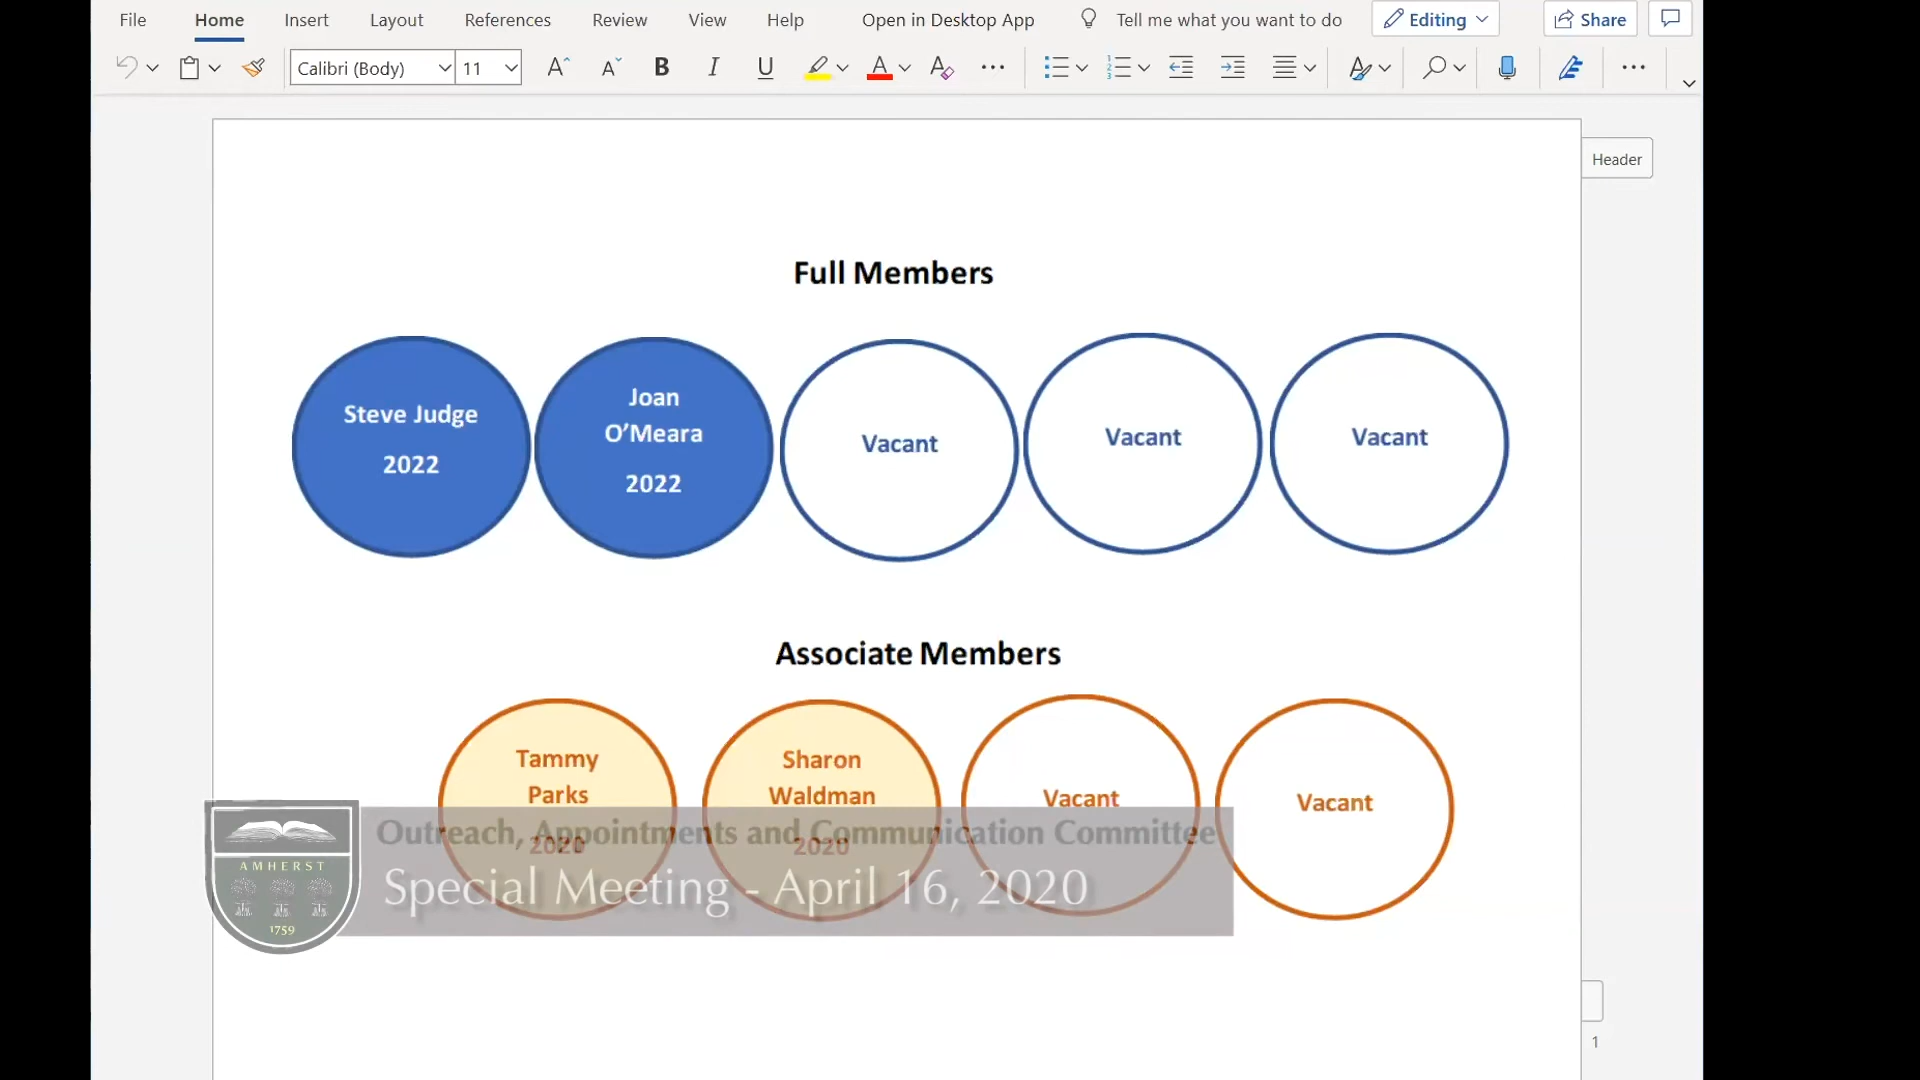 File Home Insert Layout References Review View Help Open in Desktop App Tell me what you want to do Editing Share
Calibri (Body) 11 A A B I U A A
Header
Full Members
Steve Judge
2022
Joan
O’Meara
2022
Vacant
Vacant
Vacant
Associate Members
Tammy
Parks
2020
Sharon
Waldman
2020
Vacant
Vacant
Outreach, Appointments and Communication Committee
Special Meeting - April 16, 2020
AMHERST
1759
1